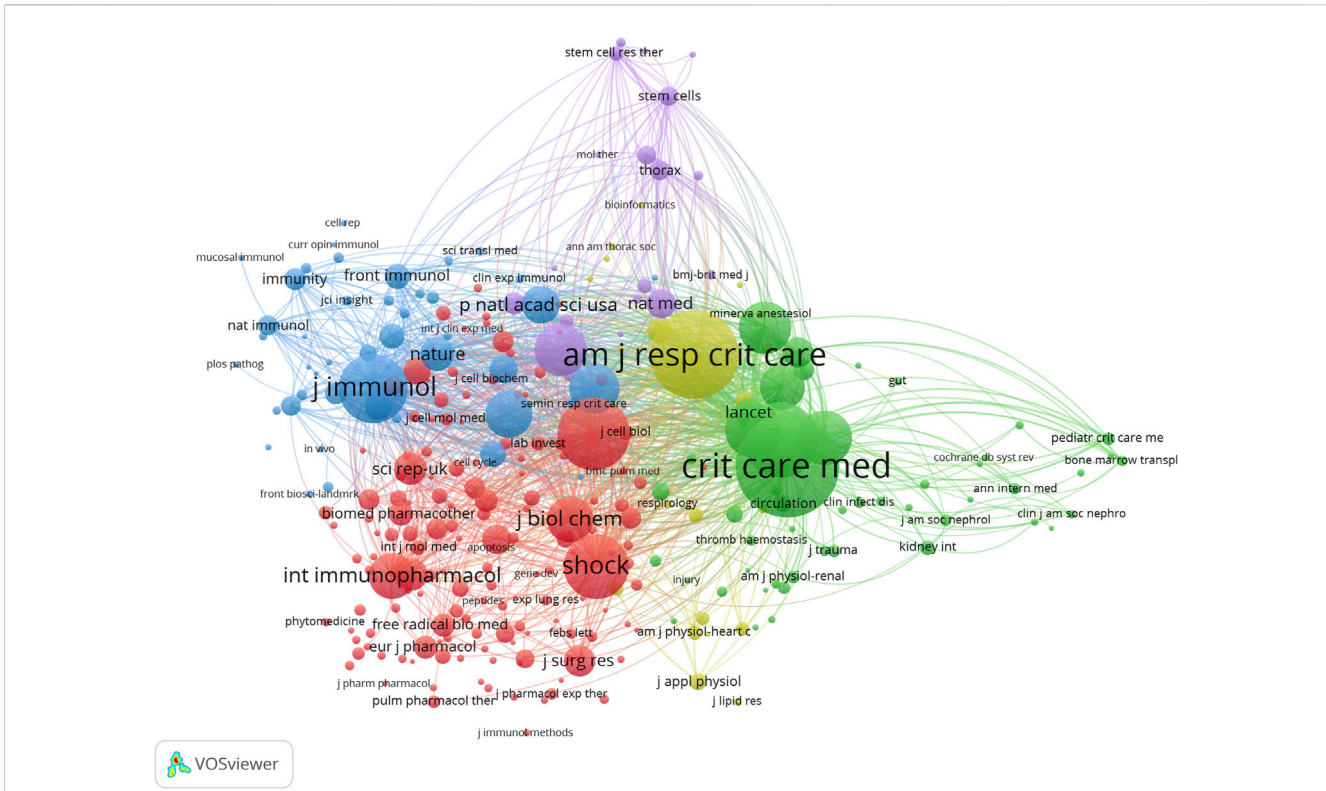 stem cell res ther
stem cells
mol ther
thorax
bioinformatics
cell rep
curr opin immunol
ann am thorac soc
mucosal immunol
sci transl med
immunity
front immunol
clin exp immunol
bmj-brit med j
jci insight
p natl acad sci usa
nat med
minerva anestesiol
nat immunol
int j clin exp med
nature
am j resp crit care
plos pathog
j cell biochem
gut
j immunol
semin resp crit care
lancet
j cell mol med
j cell biol
pediatr crit care me
in vivo
lab invest
cell cycle
crit care med
cochrane db syst rev
bone marrow transpl
sci rep-uk
bmc pulm med
front biosci-landmrk
ann intern med
respirology
circulation
clin infect dis
biomed pharmacother
j biol chem
j am soc nephrol
clin j am soc nephro
thromb haemostasis
int j mol med
apoptosis
j trauma
kidney int
int immunopharmacol
gene dev
shock
injury
am j physiol-renal
peptides
exp lung res
phytomedicine
free radical bio med
febs lett
am j physiol-heart c
eur j pharmacol
j surg res
j pharm pharmacol
j appl physiol
pulm pharmacol ther
j pharmacol exp ther
j lipid res
j immunol methods
VOSviewer